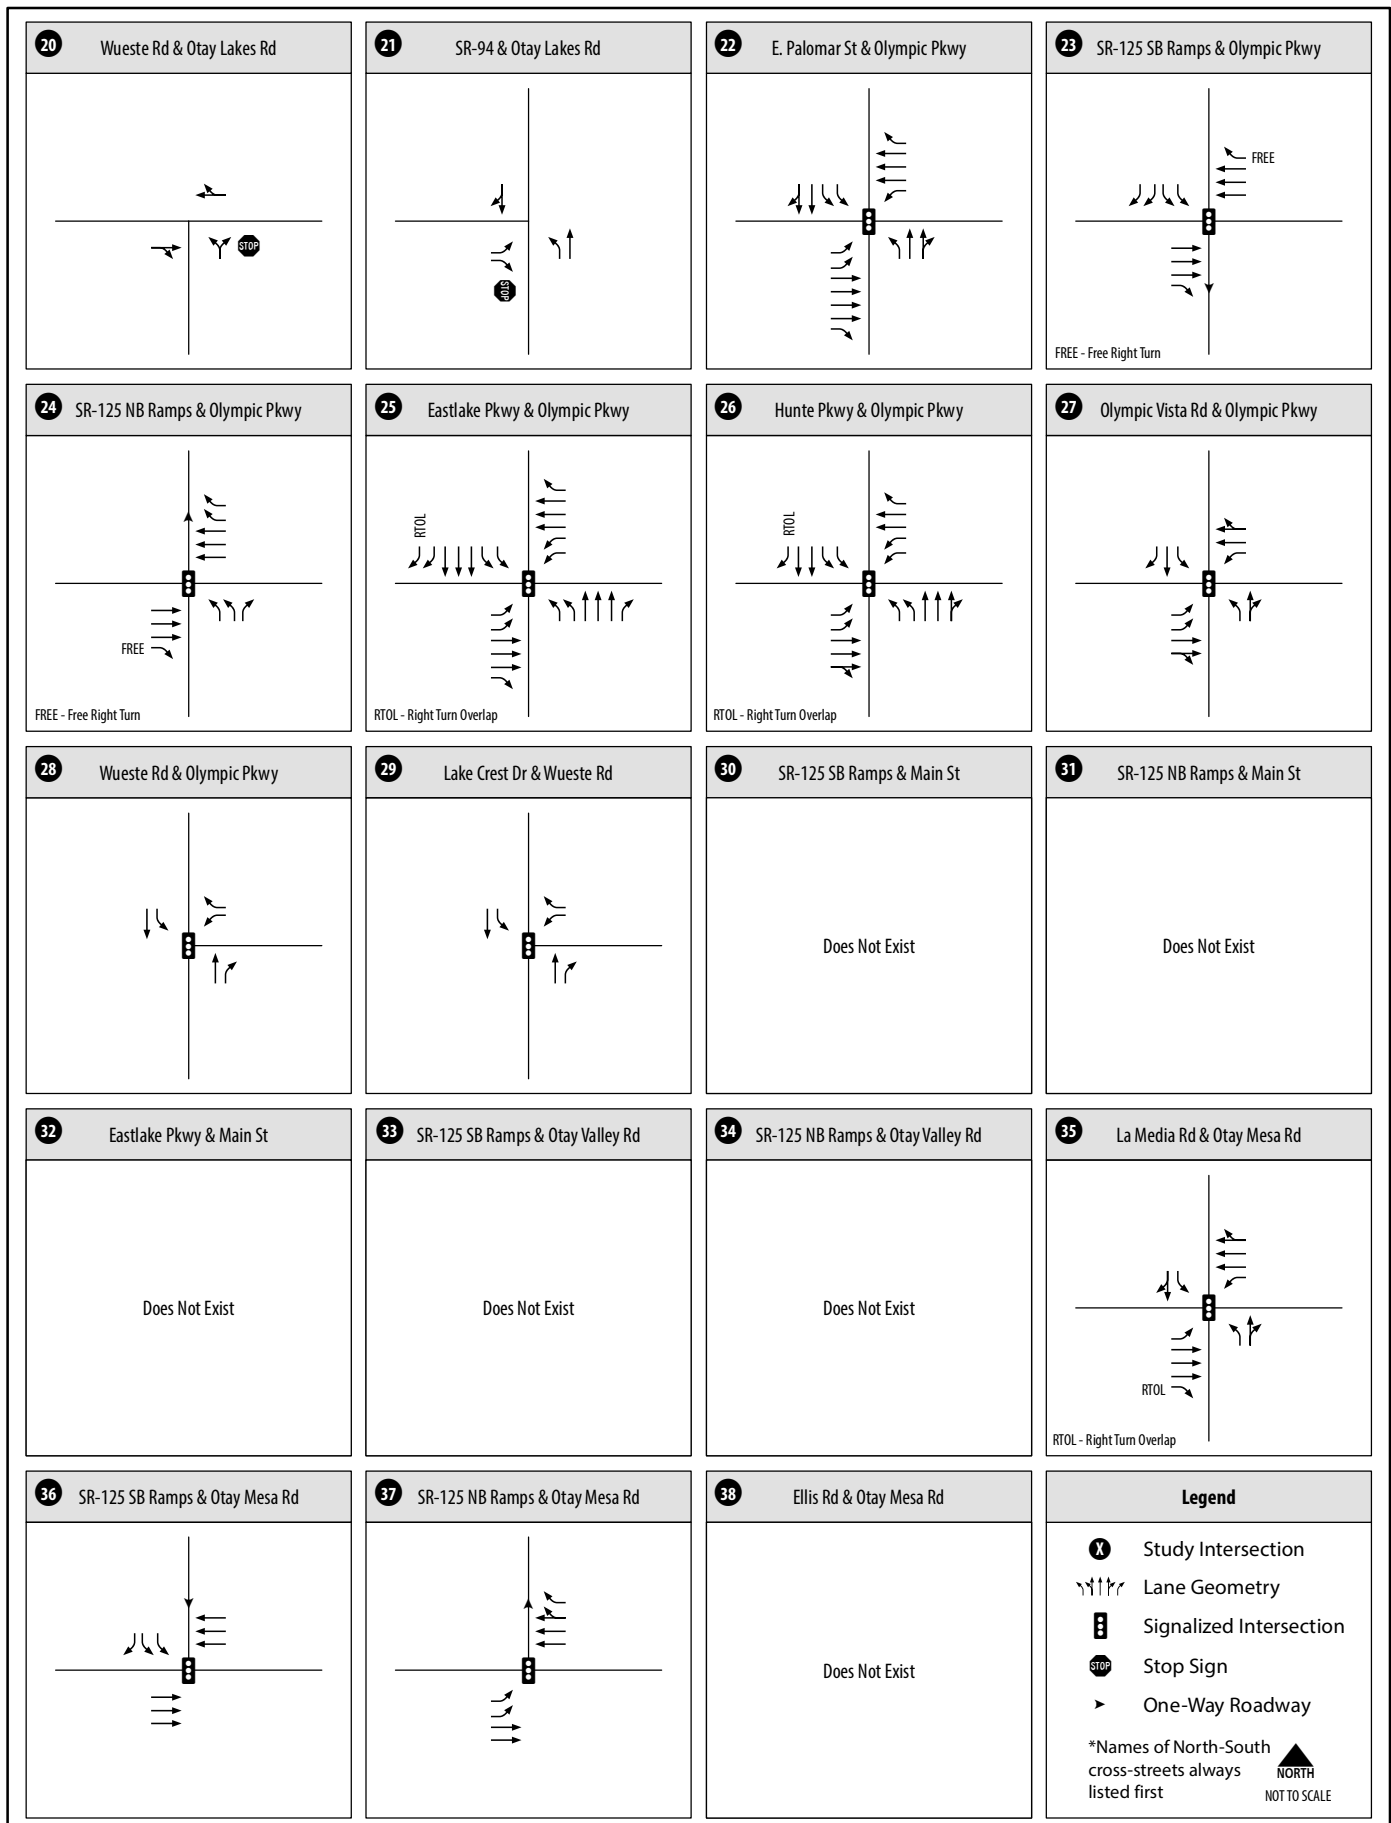 20 Wueste Rd & Otay Lakes Rd
STOP
21 SR-94 & Otay Lakes Rd
STOP
22 E. Palomar St & Olympic Pkwy
23 SR-125 SB Ramps & Olympic Pkwy
FREE
FREE - Free Right Turn
24 SR-125 NB Ramps & Olympic Pkwy
FREE
FREE - Free Right Turn
25 Eastlake Pkwy & Olympic Pkwy
RTOL
RTOL - Right Turn Overlap
26 Hunte Pkwy & Olympic Pkwy
RTOL
RTOL - Right Turn Overlap
27 Olympic Vista Rd & Olympic Pkwy
28 Wueste Rd & Olympic Pkwy
29 Lake Crest Dr & Wueste Rd
30 SR-125 SB Ramps & Main St
Does Not Exist
31 SR-125 NB Ramps & Main St
Does Not Exist
32 Eastlake Pkwy & Main St
Does Not Exist
33 SR-125 SB Ramps & Otay Valley Rd
Does Not Exist
34 SR-125 NB Ramps & Otay Valley Rd
Does Not Exist
35 La Media Rd & Otay Mesa Rd
RTOL
RTOL - Right Turn Overlap
36 SR-125 SB Ramps & Otay Mesa Rd
37 SR-125 NB Ramps & Otay Mesa Rd
38 Ellis Rd & Otay Mesa Rd
Does Not Exist
Legend
X Study Intersection
Lane Geometry
Signalized Intersection
STOP Stop Sign
One-Way Roadway
*Names of North-South
cross-streets always
listed first
NORTH
NOT TO SCALE